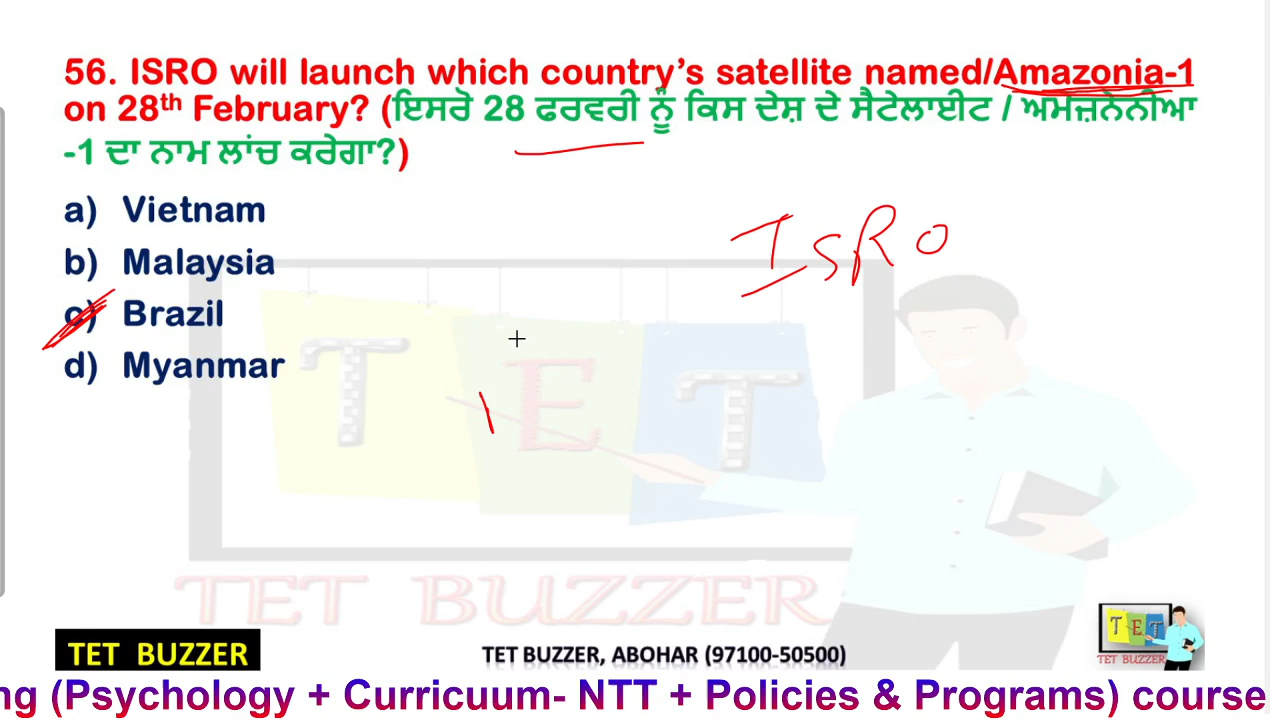 56. ISRO will launch which country's satellite named/Amazonia-1
on 28th February? (ਇਸਰੋ 28 ਫਰਵਰੀ ਨੂੰ ਕਿਸ ਦੇਸ਼ ਦੇ ਸੈਟੇਲਾਈਟ / ਅਮੇਜ਼ਨੇਨੀਆ
-1 ਦਾ ਨਾਮ ਲਾਂਚ ਕਰੇਗਾ?)
a) Vietnam
ISRO
b) Malaysia
c) Brazil
d) Myanmar
T E T
TET BUZZER
TET BUZZER
TET BUZZER, ABOHAR (97100-50500)
T E T
TET BUZZER
ng (Psychology + Curricuum- NTT + Policies & Programs) course